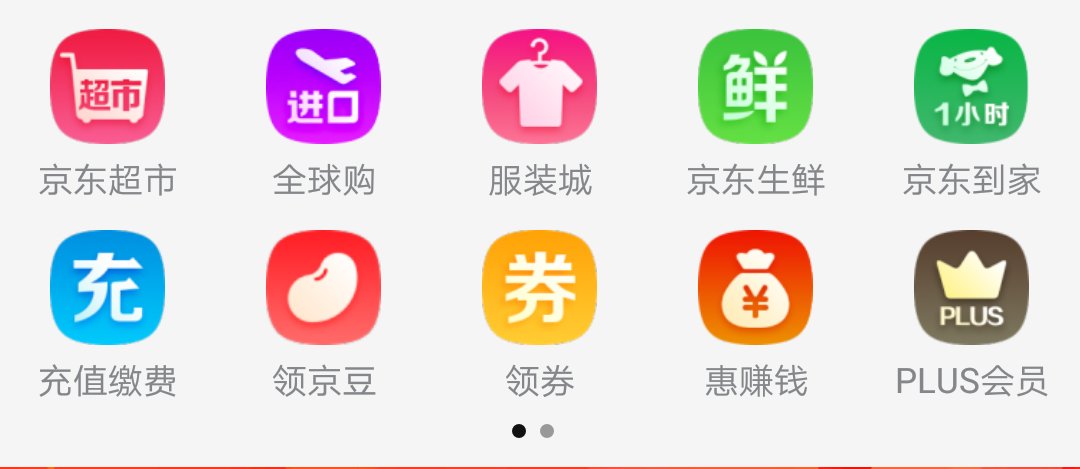 超市
进口
鲜
1小时
京东超市
全球购
服装城
京东生鲜
京东到家
充
券
¥
PLUS
充值缴费
领京豆
领券
惠赚钱
PLUS会员